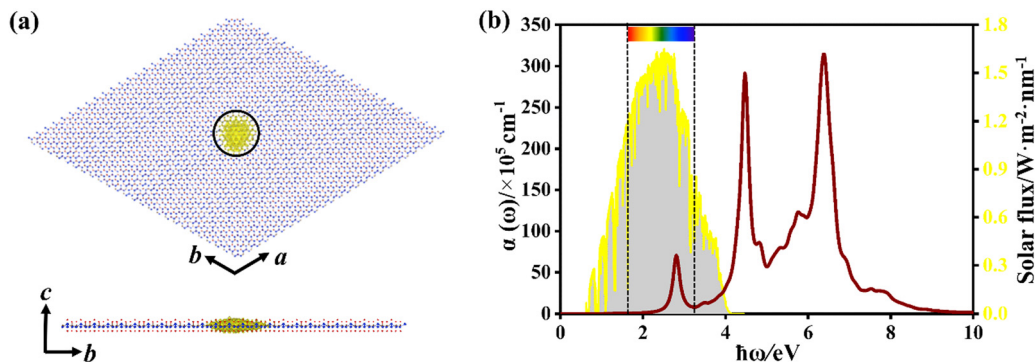 (a)
b
a
c
b
(b)
α (ω)/×10⁵ cm⁻¹
350
300
250
200
150
100
50
0
0 2 4 6 8 10
ħω/eV
1.8
1.5
1.2
0.9
0.6
0.3
0.0
Solar flux/W·m⁻²·nm⁻¹